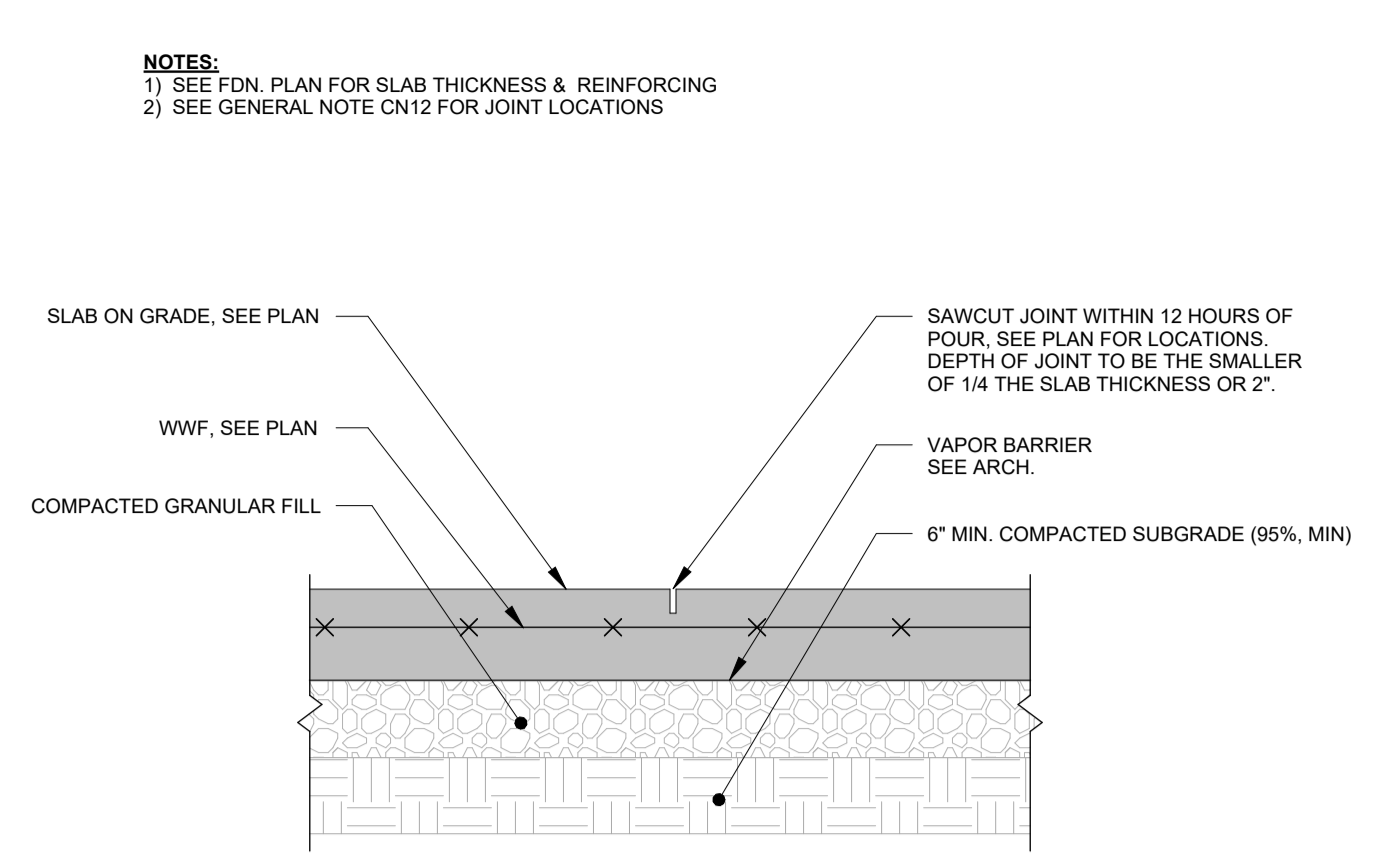 NOTES:
1) SEE FDN. PLAN FOR SLAB THICKNESS & REINFORCING
2) SEE GENERAL NOTE CN12 FOR JOINT LOCATIONS
SLAB ON GRADE, SEE PLAN
WWF, SEE PLAN
COMPACTED GRANULAR FILL
SAWCUT JOINT WITHIN 12 HOURS OF
POUR, SEE PLAN FOR LOCATIONS.
DEPTH OF JOINT TO BE THE SMALLER
OF 1/4 THE SLAB THICKNESS OR 2".
VAPOR BARRIER
SEE ARCH.
6" MIN. COMPACTED SUBGRADE (95%, MIN)